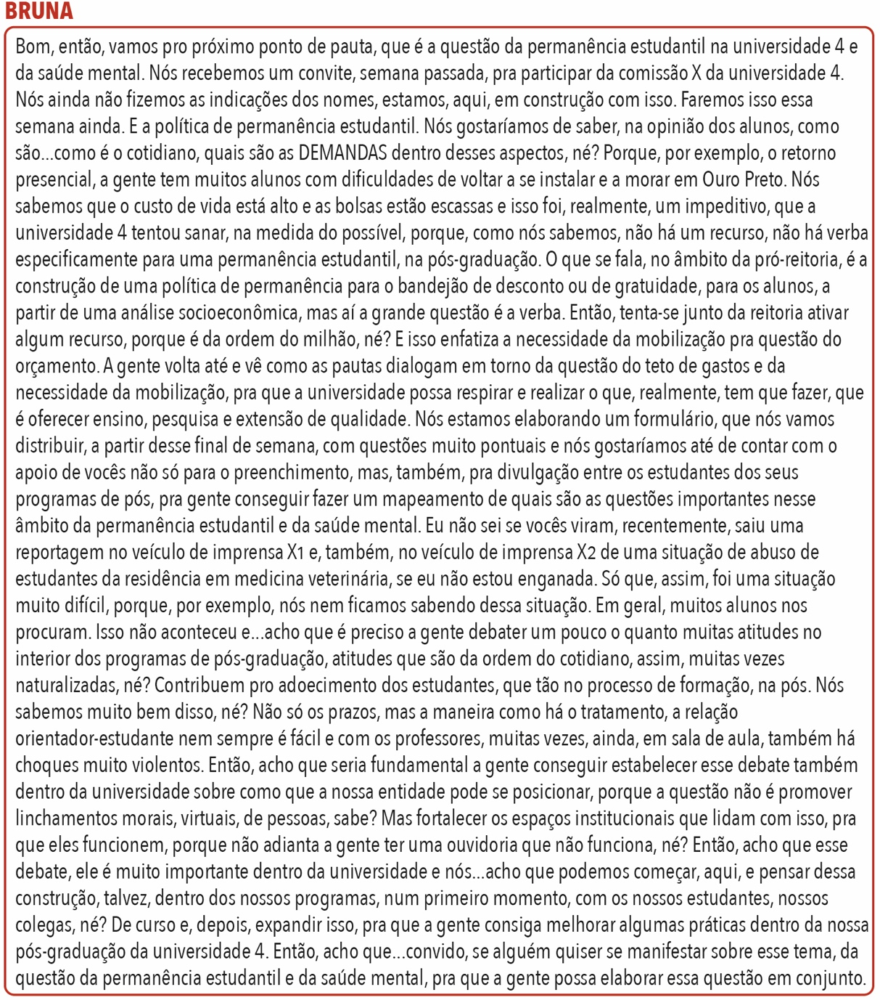 BRUNA
Bom, então, vamos pro próximo ponto de pauta, que é a questão da permanência estudantil na universidade 4 e
da saúde mental. Nós recebemos um convite, semana passada, pra participar da comissão X da universidade 4.
Nós ainda não fizemos as indicações dos nomes, estamos, aqui, em construção com isso. Faremos isso essa
semana ainda. E a política de permanência estudantil. Nós gostaríamos de saber, na opinião dos alunos, como
são...como é o cotidiano, quais são as DEMANDAS dentro desses aspectos, né? Porque, por exemplo, o retorno
presencial, a gente tem muitos alunos com dificuldades de voltar a se instalar e a morar em Ouro Preto. Nós
sabemos que o custo de vida está alto e as bolsas estão escassas e isso foi, realmente, um impeditivo, que a
universidade 4 tentou sanar, na medida do possível, porque, como nós sabemos, não há um recurso, não há verba
especificamente para uma permanência estudantil, na pós-graduação. O que se fala, no âmbito da pró-reitoria, é a
construção de uma política de permanência para o bandejão de desconto ou de gratuidade, para os alunos, a
partir de uma análise socioeconômica, mas aí a grande questão é a verba. Então, tenta-se junto da reitoria ativar
algum recurso, porque é da ordem do milhão, né? E isso enfatiza a necessidade da mobilização pra questão do
orçamento. A gente volta até e vê como as pautas dialogam em torno da questão do teto de gastos e da
necessidade da mobilização, pra que a universidade possa respirar e realizar o que, realmente, tem que fazer, que
é oferecer ensino, pesquisa e extensão de qualidade. Nós estamos elaborando um formulário, que nós vamos
distribuir, a partir desse final de semana, com questões muito pontuais e nós gostaríamos até de contar com o
apoio de vocês não só para o preenchimento, mas, também, pra divulgação entre os estudantes dos seus
programas de pós, pra gente conseguir fazer um mapeamento de quais são as questões importantes nesse
âmbito da permanência estudantil e da saúde mental. Eu não sei se vocês viram, recentemente, saiu uma
reportagem no veículo de imprensa X1 e, também, no veículo de imprensa X2 de uma situação de abuso de
estudantes da residência em medicina veterinária, se eu não estou enganada. Só que, assim, foi uma situação
muito difícil, porque, por exemplo, nós nem ficamos sabendo dessa situação. Em geral, muitos alunos nos
procuram. Isso não aconteceu e...acho que é preciso a gente debater um pouco o quanto muitas atitudes no
interior dos programas de pós-graduação, atitudes que são da ordem do cotidiano, assim, muitas vezes
naturalizadas, né? Contribuem pro adoecimento dos estudantes, que tão no processo de formação, na pós. Nós
sabemos muito bem disso, né? Não só os prazos, mas a maneira como há o tratamento, a relação
orientador-estudante nem sempre é fácil e com os professores, muitas vezes, ainda, em sala de aula, também há
choques muito violentos. Então, acho que seria fundamental a gente conseguir estabelecer esse debate também
dentro da universidade sobre como que a nossa entidade pode se posicionar, porque a questão não é promover
linchamentos morais, virtuais, de pessoas, sabe? Mas fortalecer os espaços institucionais que lidam com isso, pra
que eles funcionem, porque não adianta a gente ter uma ouvidoria que não funciona, né? Então, acho que esse
debate, ele é muito importante dentro da universidade e nós...acho que podemos começar, aqui, e pensar dessa
construção, talvez, dentro dos nossos programas, num primeiro momento, com os nossos estudantes, nossos
colegas, né? De curso e, depois, expandir isso, pra que a gente consiga melhorar algumas práticas dentro da nossa
pós-graduação da universidade 4. Então, acho que...convido, se alguém quiser se manifestar sobre esse tema, da
questão da permanência estudantil e da saúde mental, pra que a gente possa elaborar essa questão em conjunto.